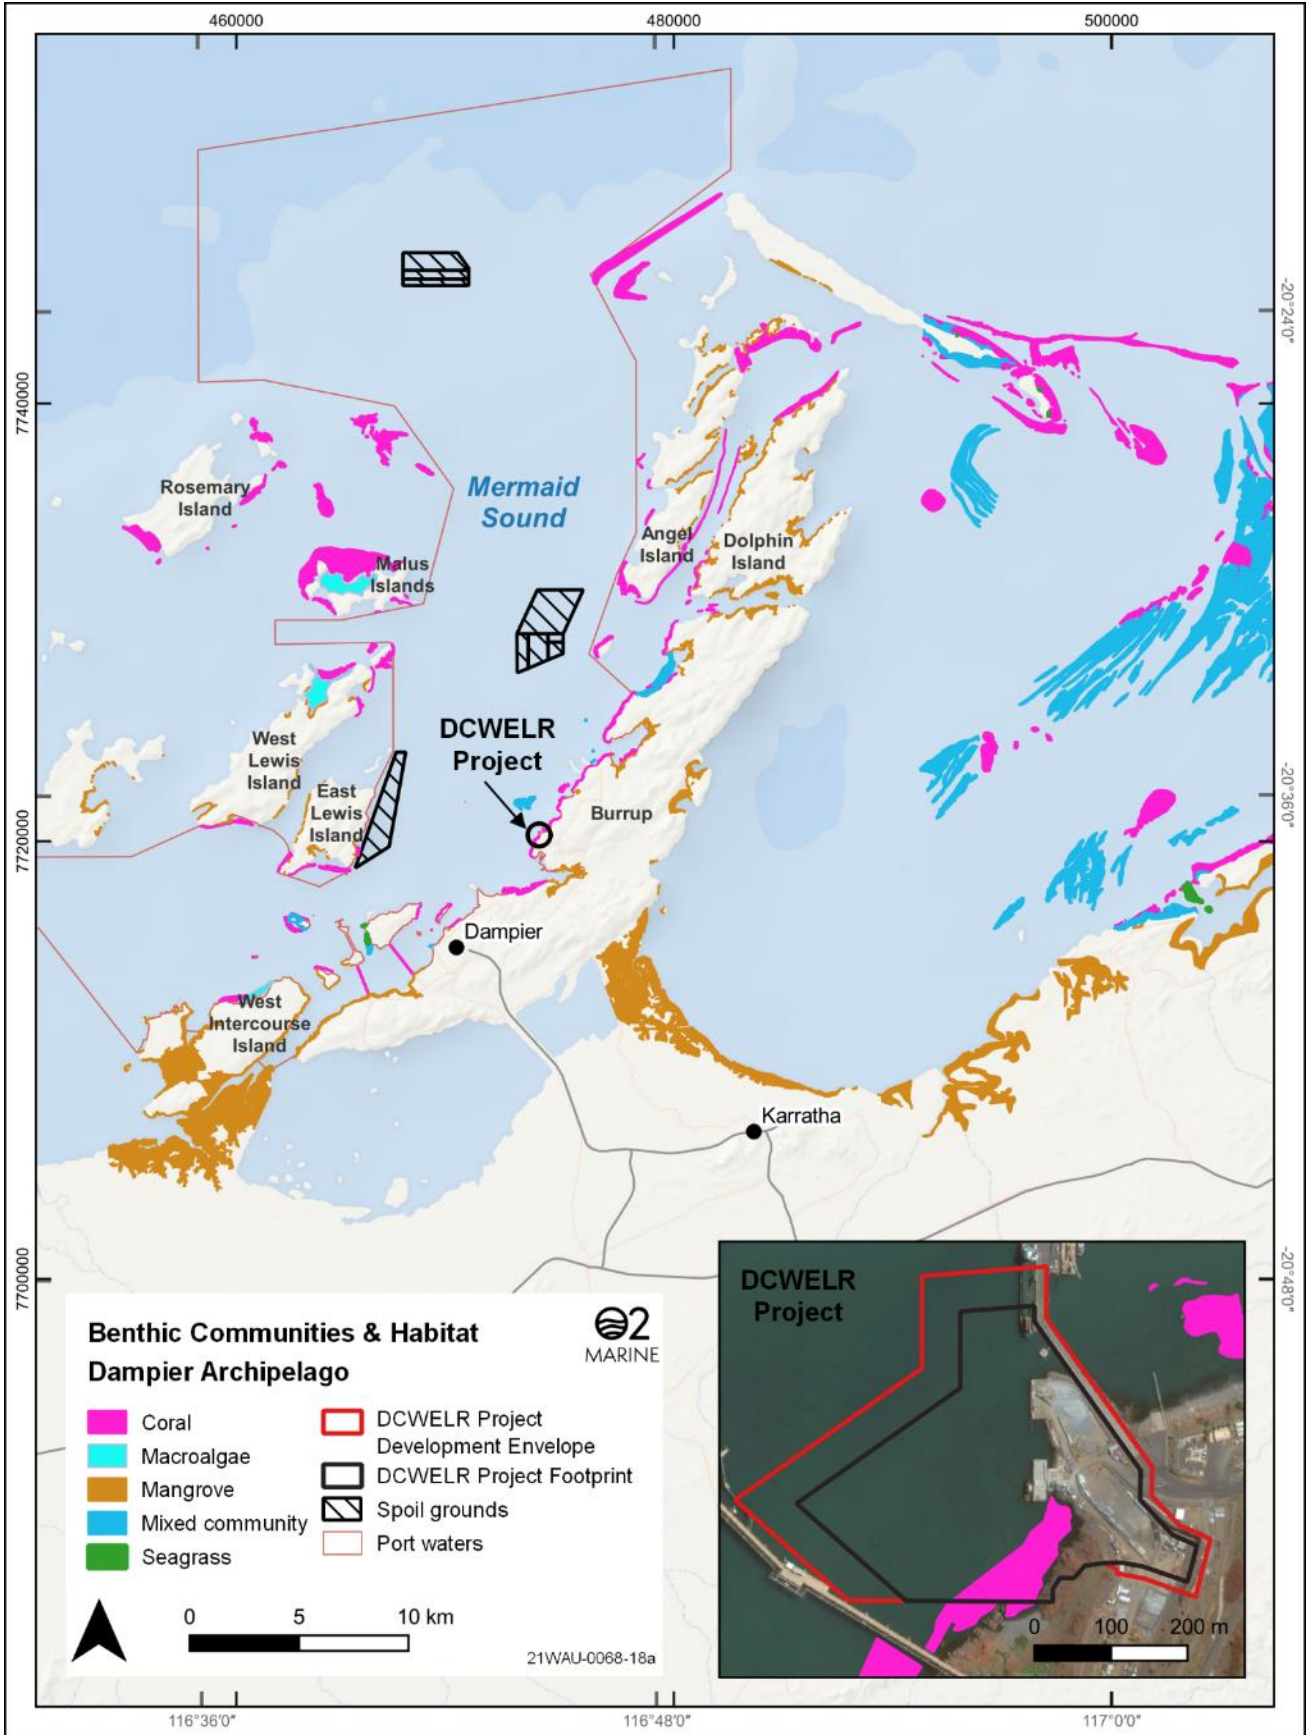 460000
480000
500000
-20°24'0"
7740000
Rosemary
Island
Mermaid
Sound
Angel
Island
Dolphin
Island
Malus
Islands
DCWELR
Project
West
Lewis
Island
East
Lewis
Island
Burrup
-20°36'0"
7720000
Dampier
West
Intercourse
Island
Karratha
7700000
-20°48'0"
Benthic Communities & Habitat
Dampier Archipelago
O2
MARINE
Coral
Macroalgae
Mangrove
Mixed community
Seagrass
DCWELR Project
Development Envelope
DCWELR Project Footprint
Spoil grounds
Port waters
0 5 10 km
21WAU-0068-18a
DCWELR
Project
0 100 200 m
116°36'0"
116°48'0"
117°0'0"